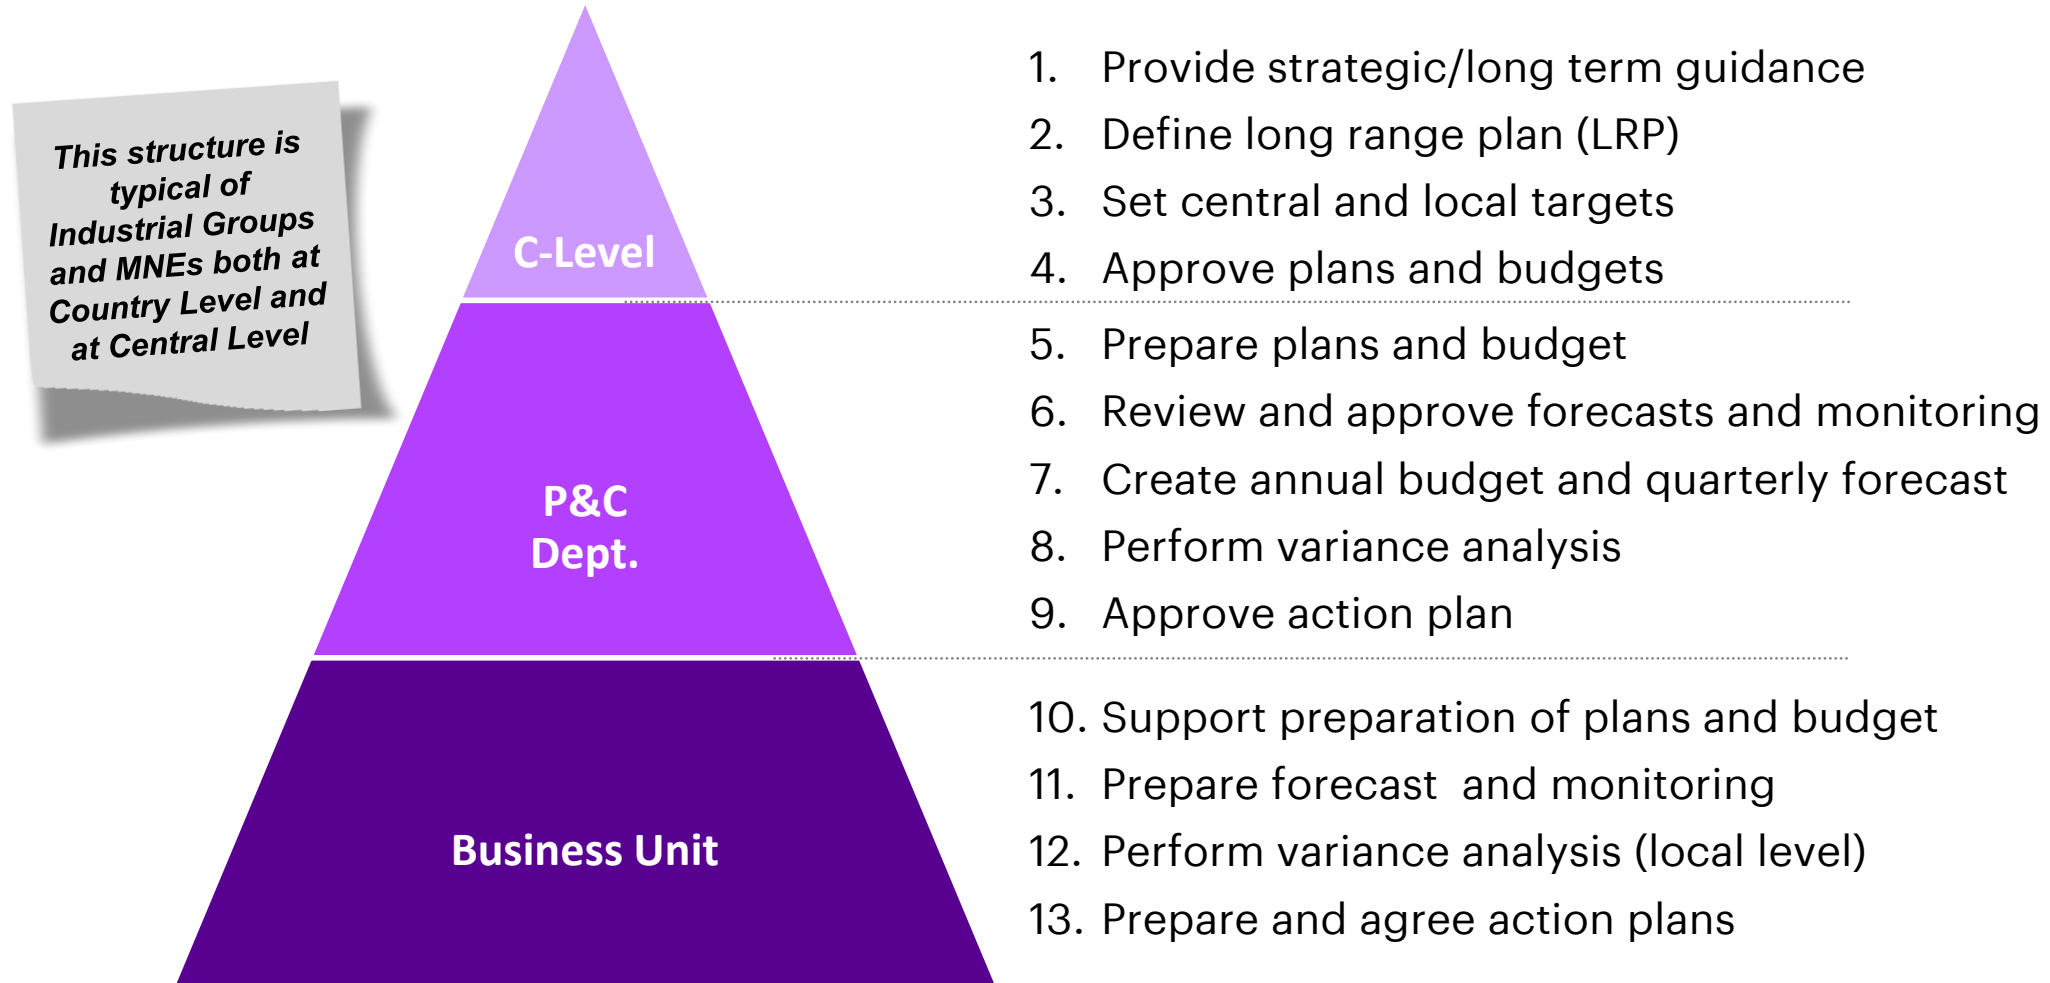 This structure is
typical of
Industrial Groups
and MNEs both at
Country Level and
at Central Level
C-Level
P&C
Dept.
Business Unit
1. Provide strategic/long term guidance
2. Define long range plan (LRP)
3. Set central and local targets
4. Approve plans and budgets
5. Prepare plans and budget
6. Review and approve forecasts and monitoring
7. Create annual budget and quarterly forecast
8. Perform variance analysis
9. Approve action plan
10. Support preparation of plans and budget
11. Prepare forecast  and monitoring
12. Perform variance analysis (local level)
13. Prepare and agree action plans